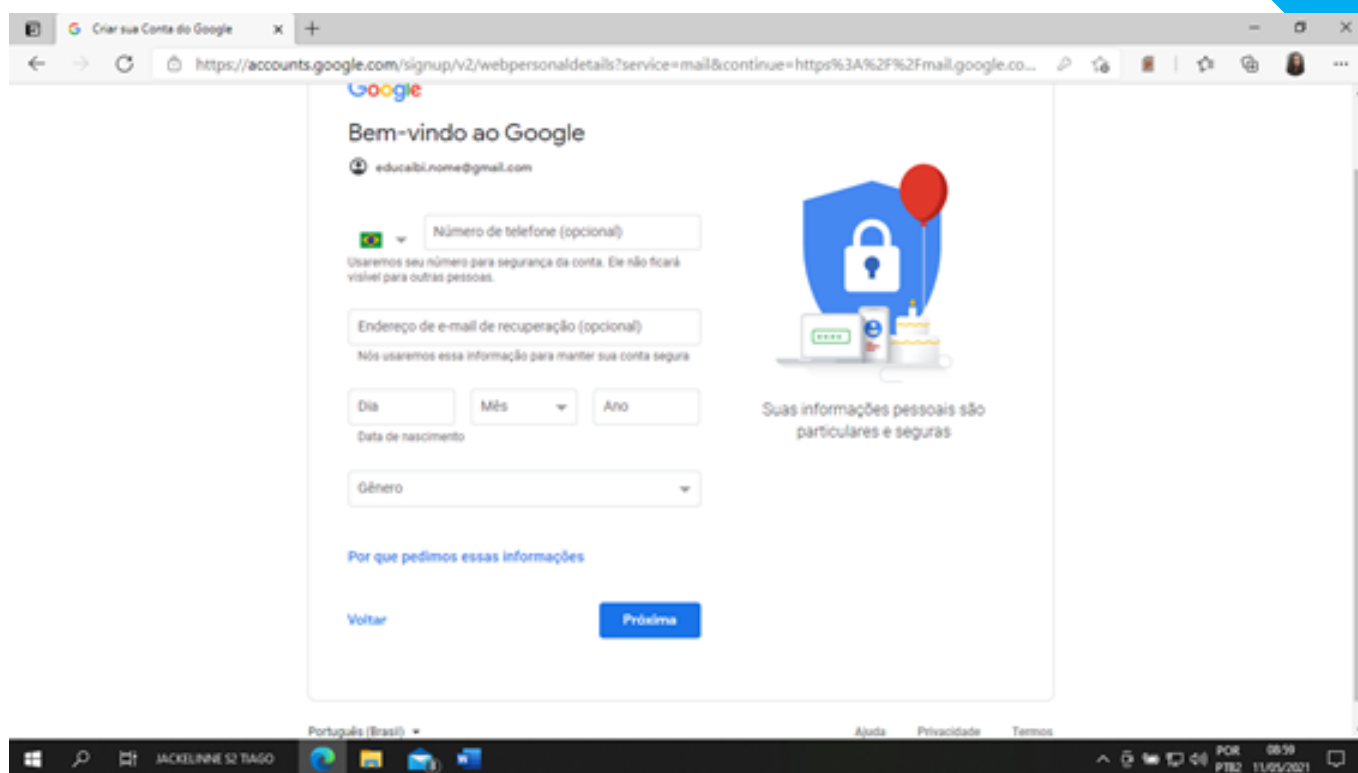 Criar sua Conta do Google
https://accounts.google.com/signup/v2/webpersonaldetails?service=mail&continue=https%3A%2F%2Fmail.google.co...
Google
Bem-vindo ao Google
educaibi.nome@gmail.com
Número de telefone (opcional)
Usaremos seu número para segurança da conta. Ele não ficará
visível para outras pessoas.
Endereço de e-mail de recuperação (opcional)
Nós usaremos essa informação para manter sua conta segura
Dia Mês Ano
Data de nascimento
Gênero
Suas informações pessoais são
particulares e seguras
Por que pedimos essas informações
Voltar Próxima
Português (Brasil) Ajuda Privacidade Termos
JACKELINNE S2 TIAGO
POR 08:59
PTB2 11/05/2021